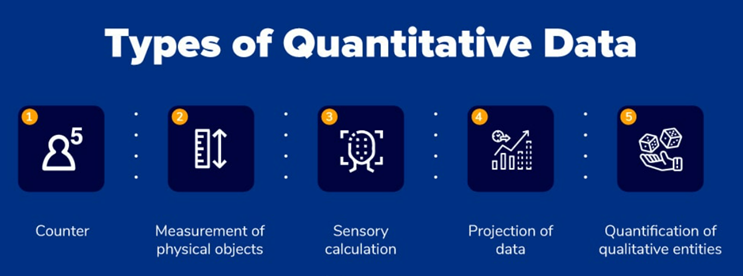 Types of Quantitative Data
1
5
2
3
4
5
Counter
Measurement of
physical objects
Sensory
calculation
Projection of
data
Quantification of
qualitative entities